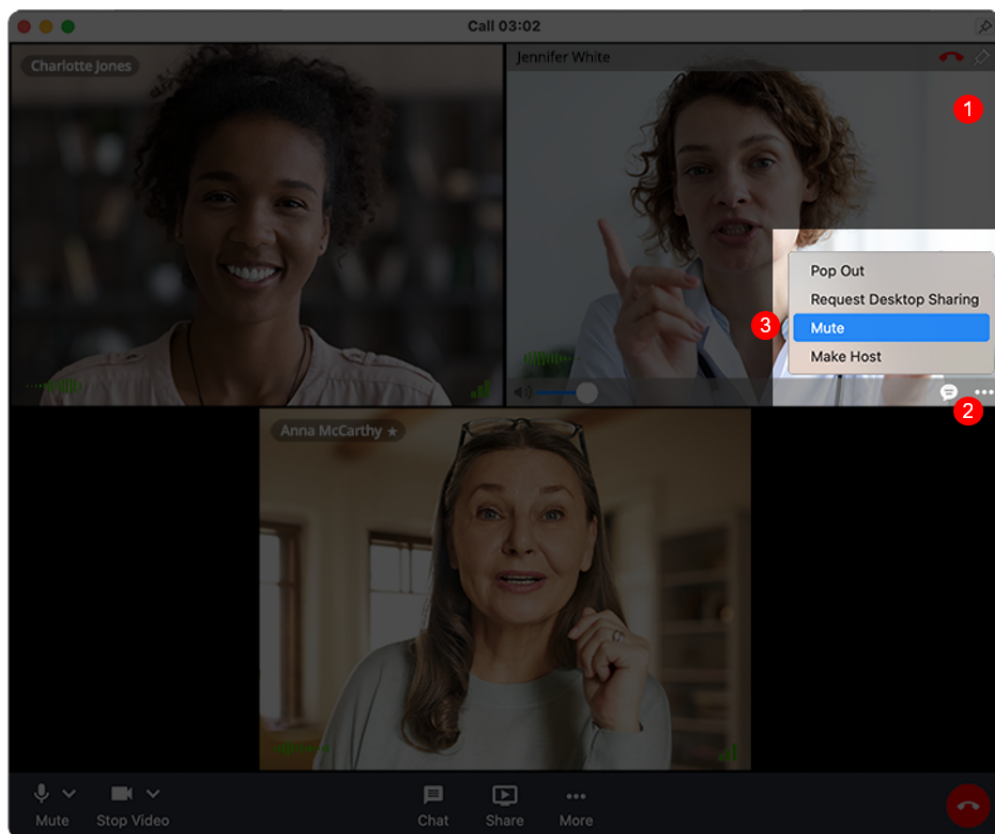 Call 03:02
Charlotte Jones
Jennifer White
1
Pop Out
Request Desktop Sharing
3
Mute
Make Host
2
Anna McCarthy ★
Mute
Stop Video
Chat
Share
More